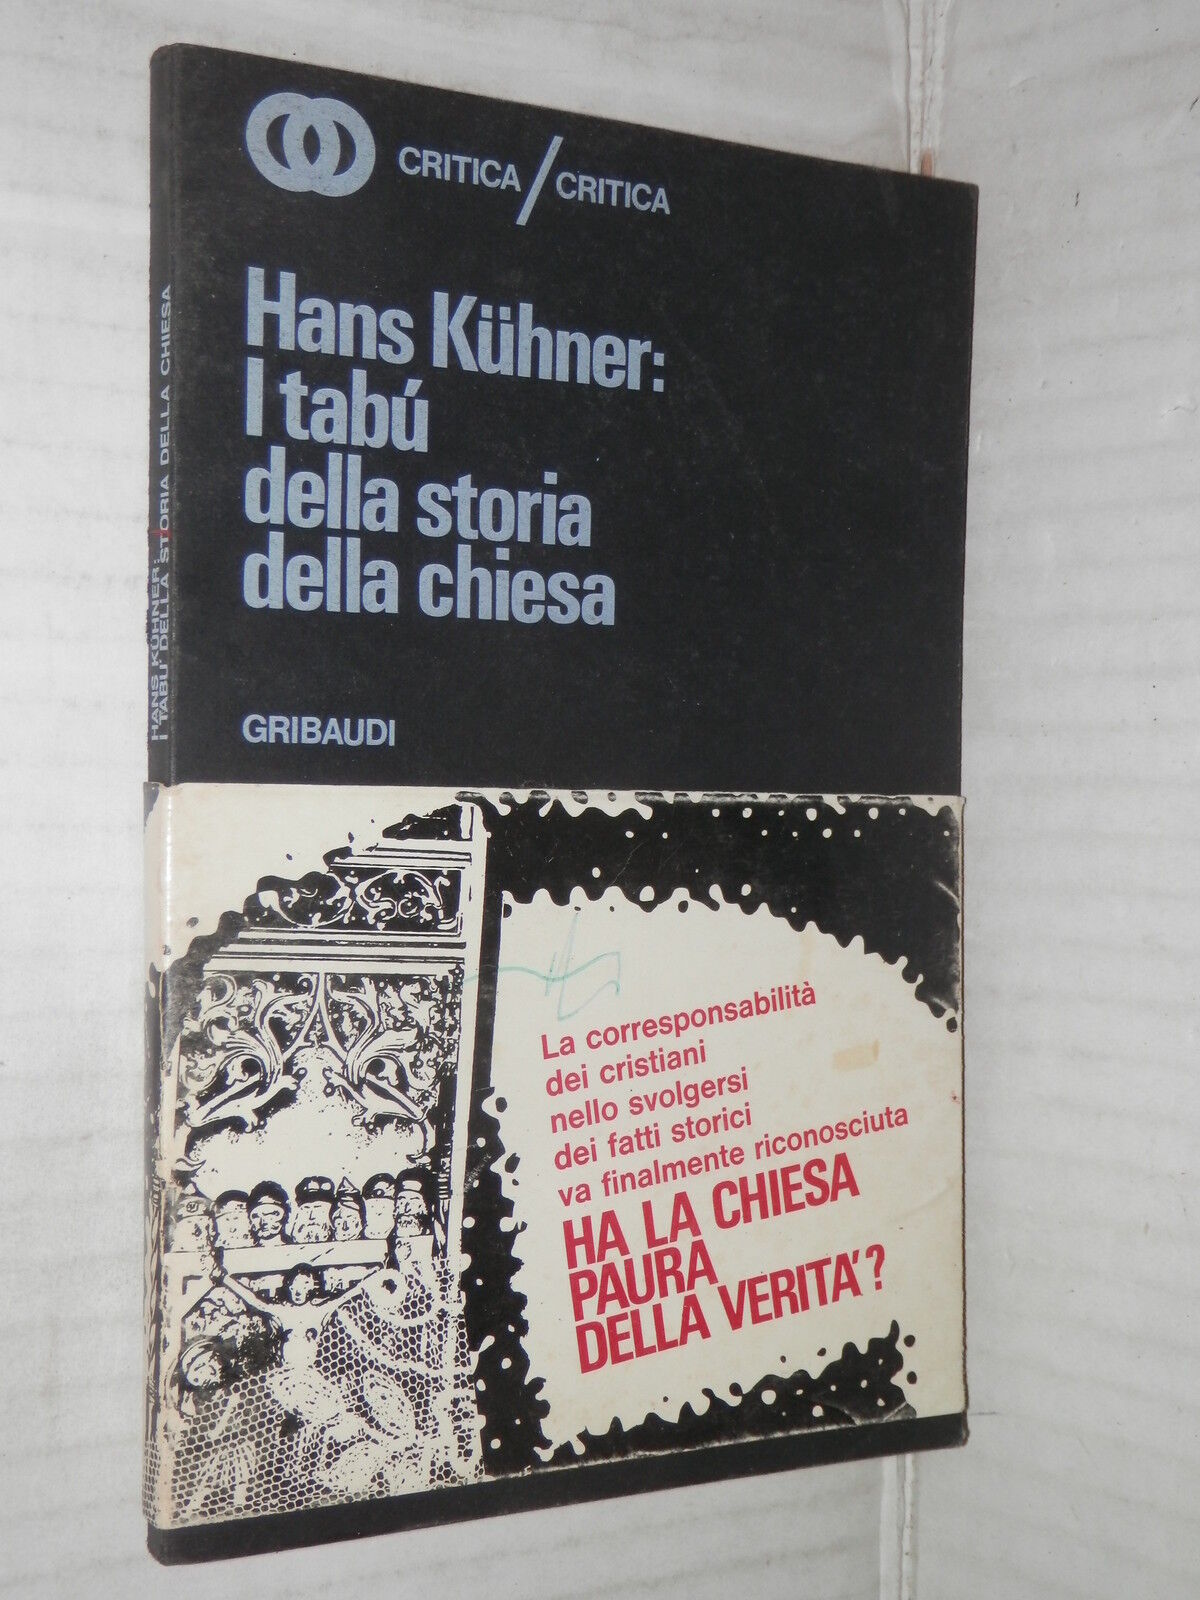 CRITICA/CRITICA
Hans Kühner:
I tabú
della storia
della chiesa
GRIBAUDI
HANS KÜHNER:
I TABU' DELLA STORIA DELLA CHIESA
La corresponsabilità
dei cristiani
nello svolgersi
dei fatti storici
va finalmente riconosciuta
HA LA CHIESA
PAURA
DELLA VERITA'?